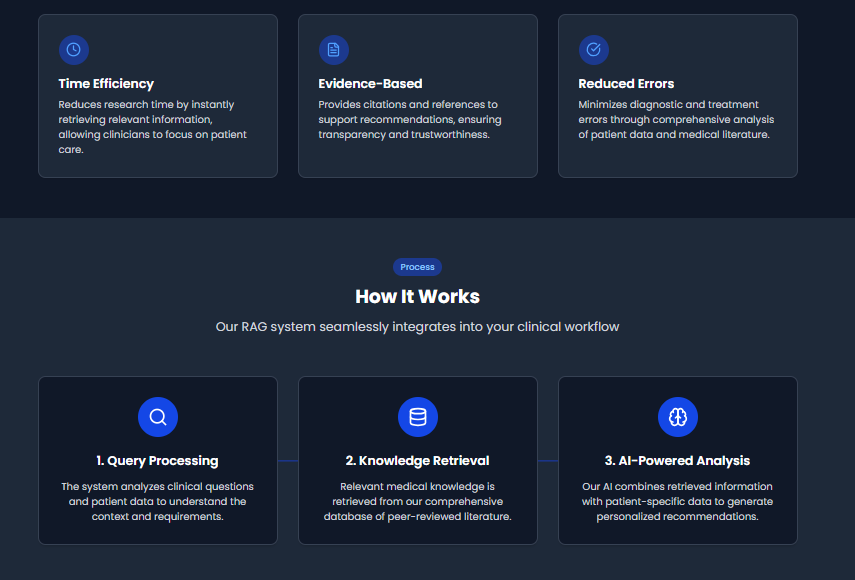 Time Efficiency
Reduces research time by instantly
retrieving relevant information,
allowing clinicians to focus on patient
care.
Evidence-Based
Provides citations and references to
support recommendations, ensuring
transparency and trustworthiness.
Reduced Errors
Minimizes diagnostic and treatment
errors through comprehensive analysis
of patient data and medical literature.
Process
How It Works
Our RAG system seamlessly integrates into your clinical workflow
1. Query Processing
The system analyzes clinical questions
and patient data to understand the
context and requirements.
2. Knowledge Retrieval
Relevant medical knowledge is
retrieved from our comprehensive
database of peer-reviewed literature.
3. AI-Powered Analysis
Our AI combines retrieved information
with patient-specific data to generate
personalized recommendations.